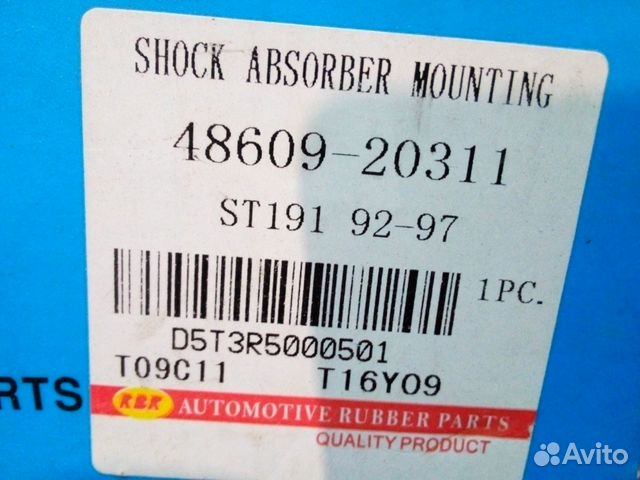 SHOCK ABSORBER MOUNTING
48609-20311
ST191 92-97
1PC.
D5T3R5000501
T09C11 T16Y09
RTS
RBR AUTOMOTIVE RUBBER PARTS
QUALITY PRODUCT
Avito